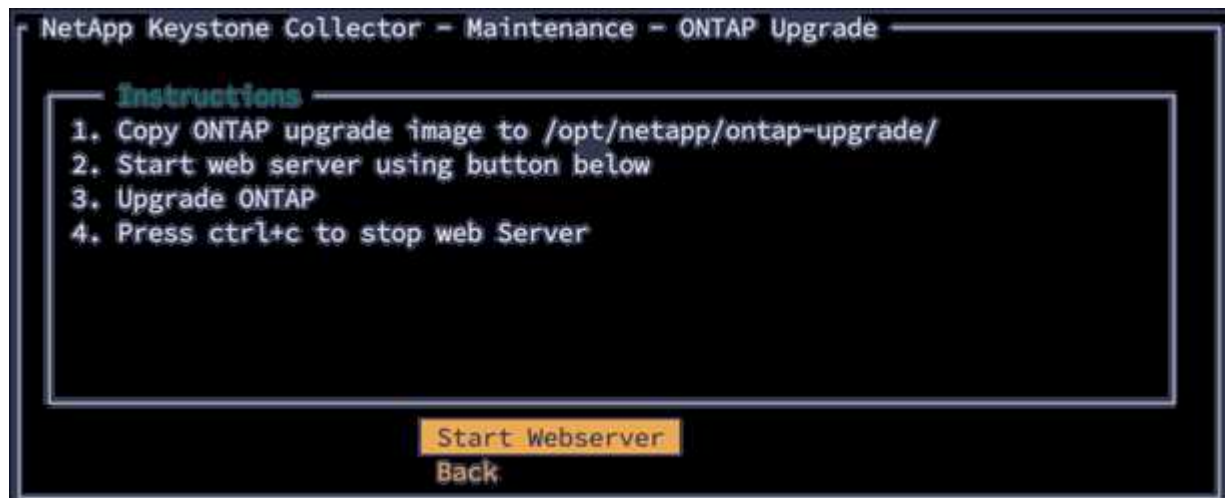 NetApp Keystone Collector - Maintenance - ONTAP Upgrade
Instructions
1. Copy ONTAP upgrade image to /opt/netapp/ontap-upgrade/
2. Start web server using button below
3. Upgrade ONTAP
4. Press ctrl+c to stop web Server
Start Webserver
Back